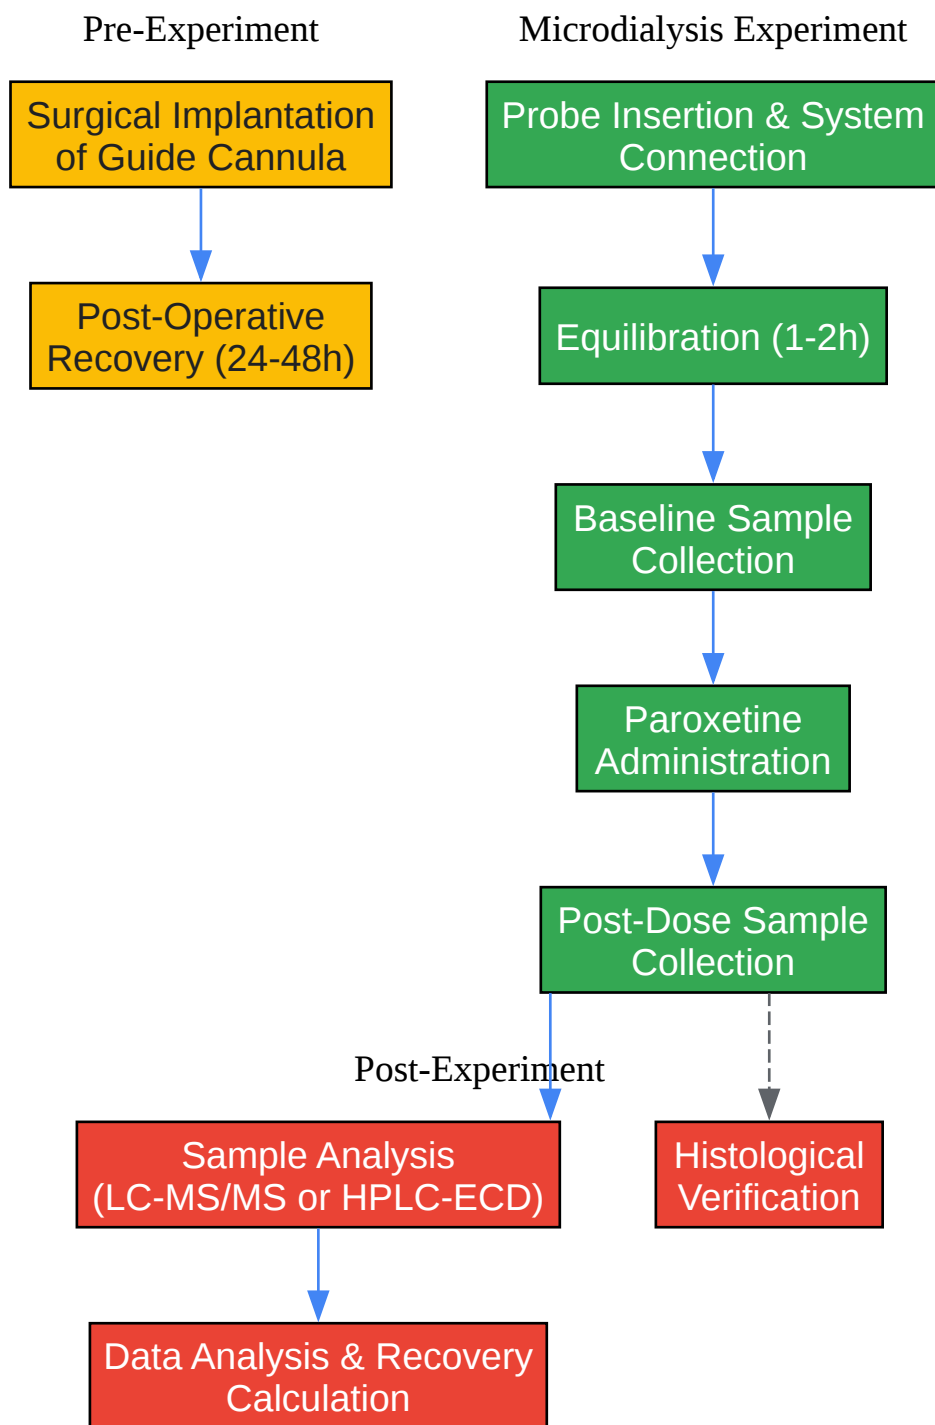 Pre-Experiment
Surgical Implantation
of Guide Cannula
Post-Operative
Recovery (24-48h)
Microdialysis Experiment
Probe Insertion & System
Connection
Equilibration (1-2h)
Baseline Sample
Collection
Paroxetine
Administration
Post-Dose Sample
Collection
Post-Experiment
Sample Analysis
(LC-MS/MS or HPLC-ECD)
Histological
Verification
Data Analysis & Recovery
Calculation